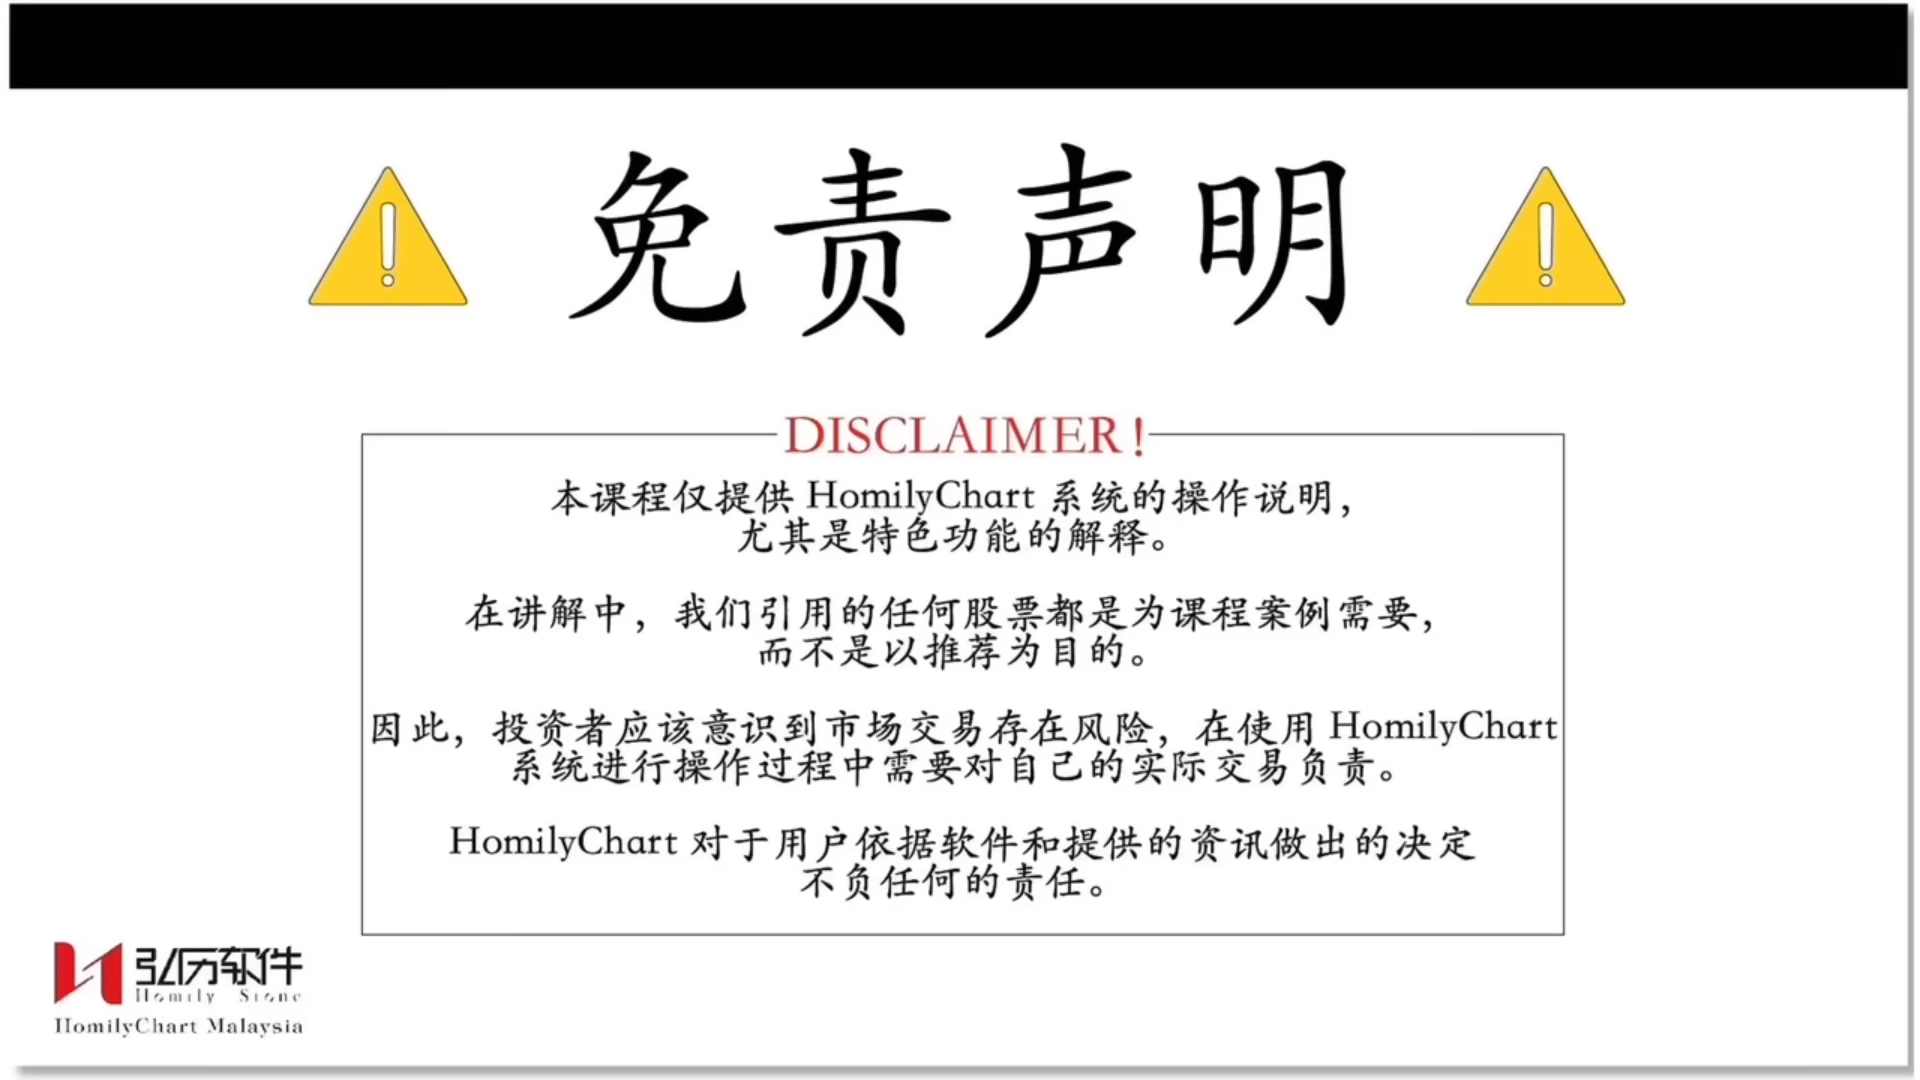 免责声明
DISCLAIMER!
本课程仅提供 HomilyChart 系统的操作说明,
尤其是特色功能的解释。
在讲解中，我们引用的任何股票都是为课程案例需要，
而不是以推荐为目的。
因此，投资者应该意识到市场交易存在风险，在使用 HomilyChart
系统进行操作过程中需要对自己的实际交易负责。
HomilyChart 对于用户依据软件和提供的资讯做出的决定
不负任何的责任。
弘历软件
Homily Stone
HomilyChart Malaysia